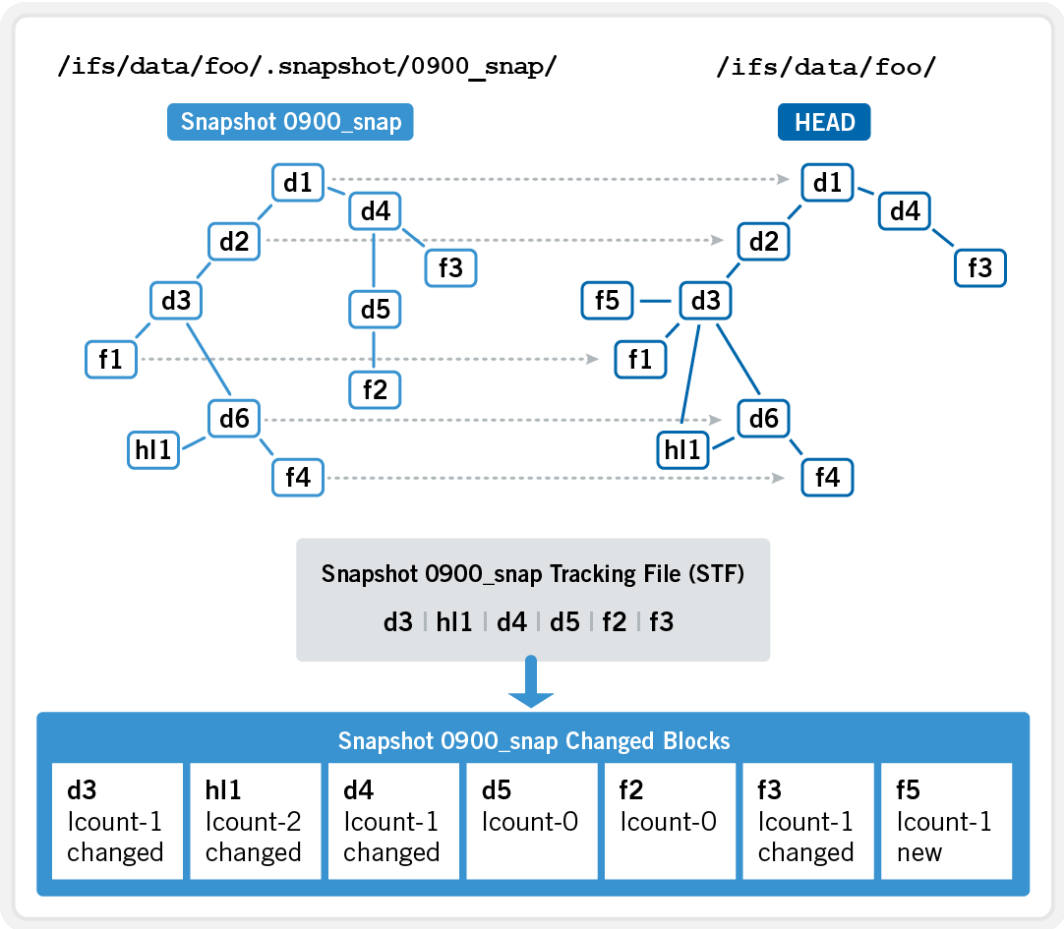 /ifs/data/foo/.snapshot/0900_snap/
/ifs/data/foo/
Snapshot 0900_snap
HEAD
d1
d4
d2
f3
d3
d5
f1
f2
d6
hl1
f4
d1
d4
d2
f3
f5
d3
f1
d6
hl1
f4
Snapshot 0900_snap Tracking File (STF)
d3 | hl1 | d4 | d5 | f2 | f3
Snapshot 0900_snap Changed Blocks
d3
lcount-1
changed
hl1
lcount-2
changed
d4
lcount-1
changed
d5
lcount-0
f2
lcount-0
f3
lcount-1
changed
f5
lcount-1
new